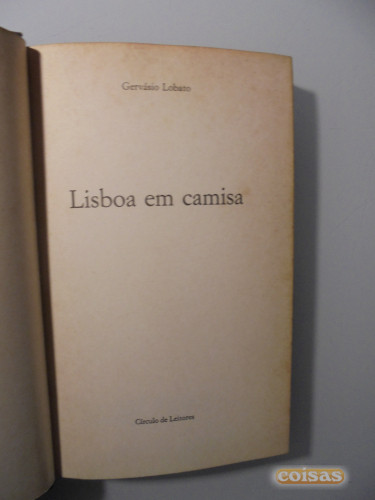 Gervásio Lobato
Lisboa em camisa
Círculo de Leitores
coisas